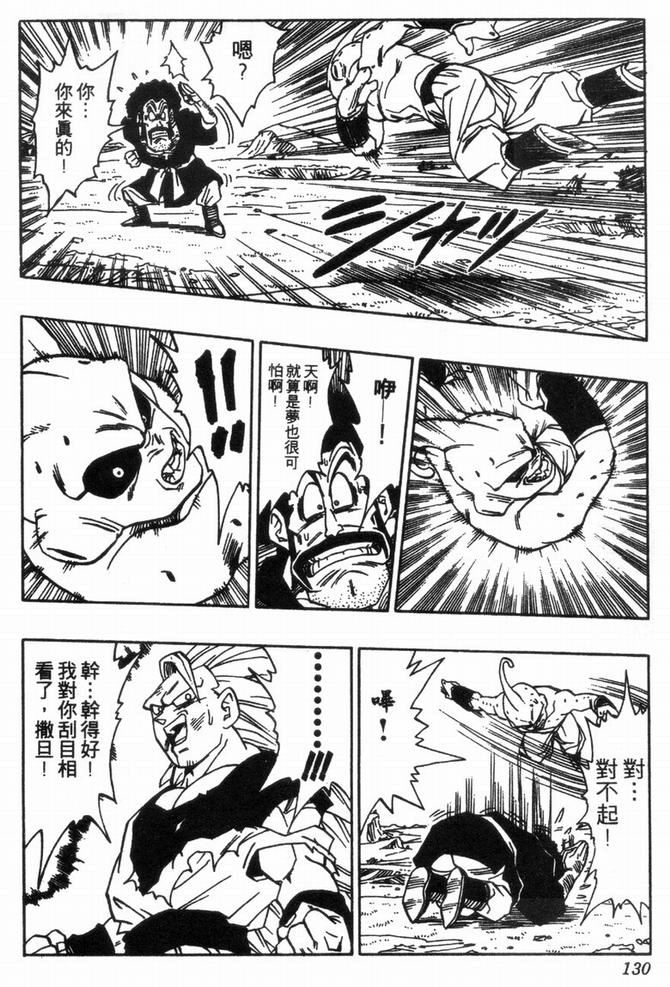 嗯？
你…
你來真的！
シャッ
咿──！
天啊！
就算是夢也很可
怕啊！
!!
嗶！
對…
對不起！
………!!!
幹…幹得好！
我對你刮目相
看了，撒旦！
130